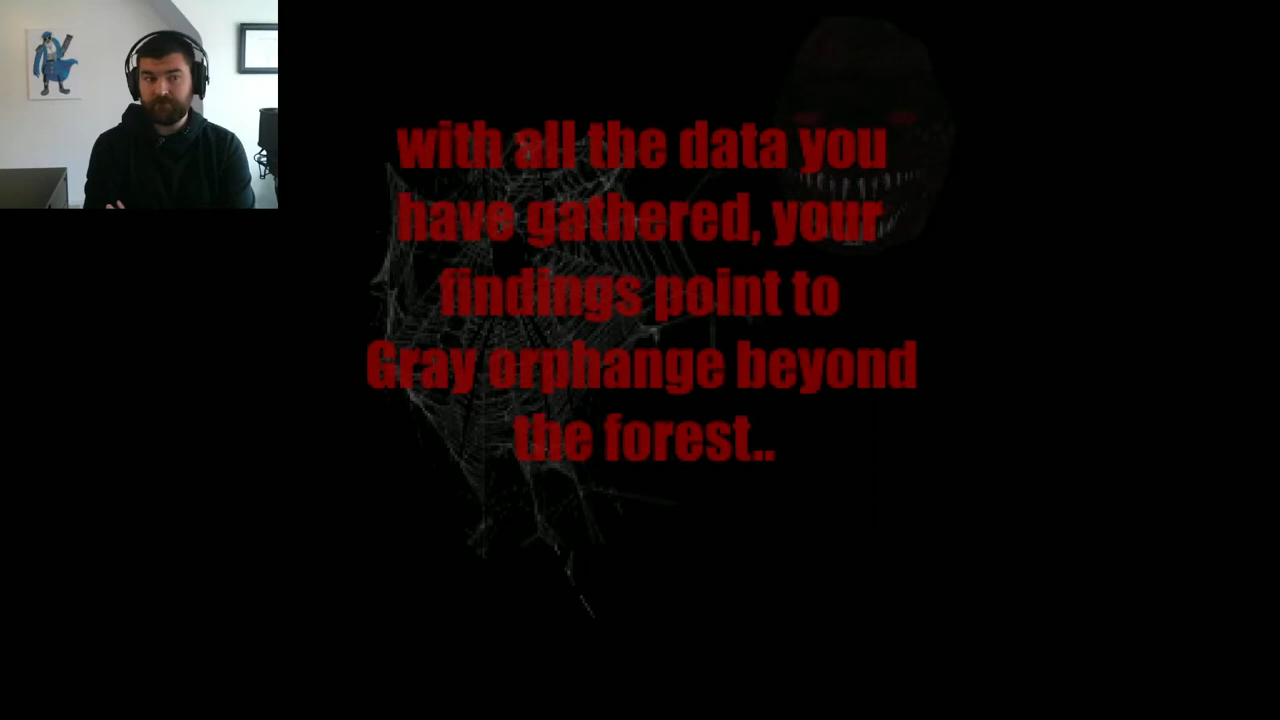 with all the data you
have gathered, your
findings point to
Gray orphange beyond
the forest..